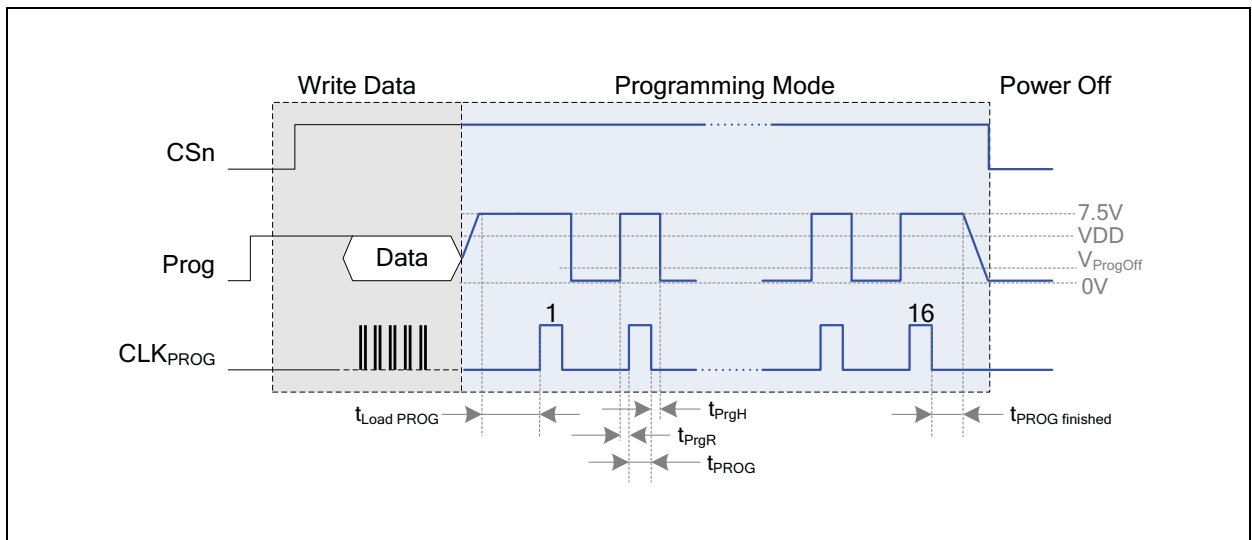 Write Data Programming Mode Power Off
CSn
7.5V
VDD
Prog Data
VProgOff
0V
1 16
CLKPROG
tLoad PROG tPrgH tPROG finished
tPrgR
tPROG